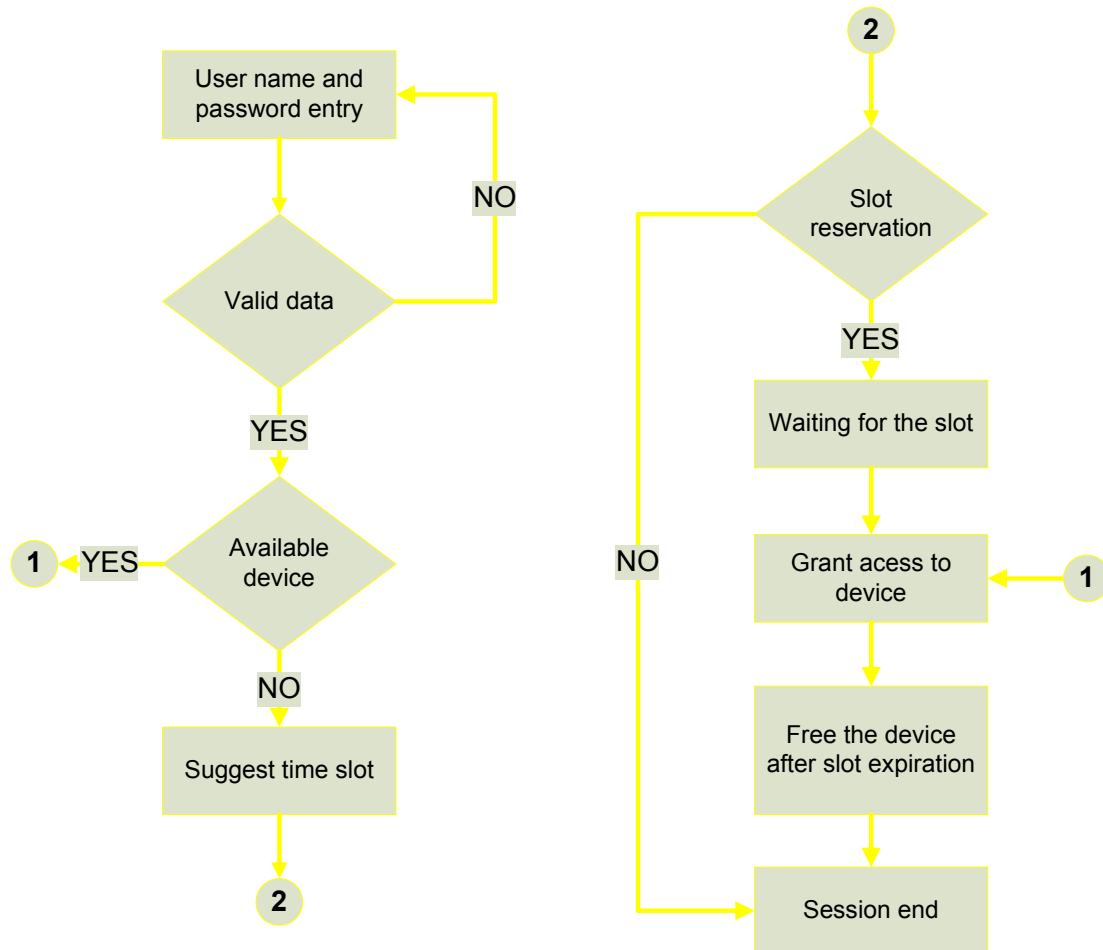 User name and
password entry
NO
Valid data
YES
Available
device
YES
1
NO
Suggest time slot
2
2
Slot
reservation
YES
Waiting for the slot
NO
Grant acess to
device
1
Free the device
after slot expiration
Session end